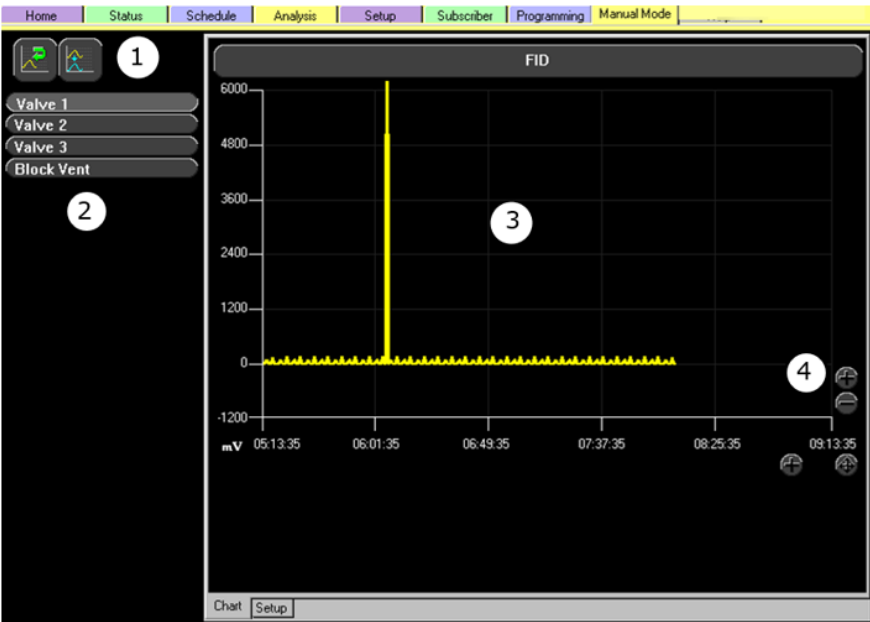 Home Status Schedule Analysis Setup Subscriber Programming Manual Mode
1
FID
Valve 1
Valve 2
Valve 3
Block Vent
2
3
4
6000
4800
3600
2400
1200
0
-1200
mV 05:13:35 06:01:35 06:49:35 07:37:35 08:25:35 09:13:35
Chart Setup